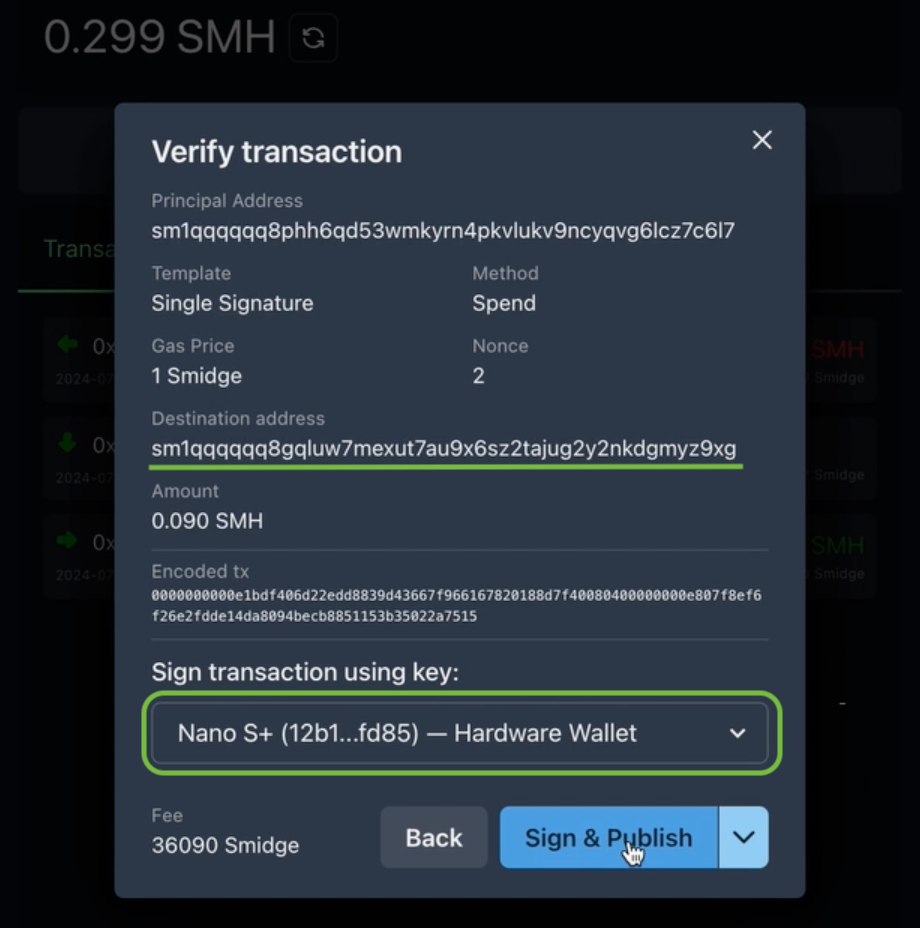 0.299 SMH
Verify transaction
Principal Address
sm1qqqqqq8phh6qd53wmkyrn4pkvlukv9ncyqvg6lcz7c6l7
Template Method
Single Signature Spend
Gas Price Nonce
1 Smidge 2
Destination address
sm1qqqqqq8gqluw7mexut7au9x6sz2tajug2y2nkdgmyz9xg
Amount
0.090 SMH
Encoded tx
0000000000e1bdf406d22edd8839d43667f966167820188d7f40080400000000e807f8ef6
f26e2fdde14da8094becb8851153b35022a7515
Sign transaction using key:
Nano S+ (12b1...fd85) — Hardware Wallet
Fee
36090 Smidge
Back
Sign & Publish
Transa
0x SMH
2024-07 Smidge
0x
2024-07 Smidge
0x SMH
2024-07 Smidge